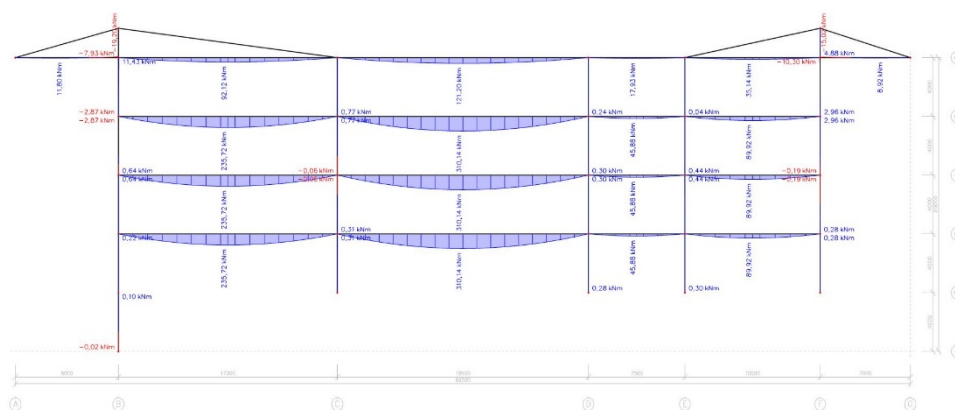 -7,93 kNm
4,88 kNm
11,43 kNm
-10,30 kNm
11,80 kNm
92,12 kNm
121,20 kNm
17,93 kNm
35,14 kNm
8,92 kNm
-2,87 kNm
0,77 kNm
0,24 kNm
0,04 kNm
2,96 kNm
-2,87 kNm
0,77 kNm
2,96 kNm
235,72 kNm
310,14 kNm
45,88 kNm
89,92 kNm
0,64 kNm
-0,06 kNm
0,30 kNm
0,44 kNm
-0,19 kNm
0,64 kNm
-0,06 kNm
0,30 kNm
0,44 kNm
-0,19 kNm
235,72 kNm
310,14 kNm
45,88 kNm
89,92 kNm
0,31 kNm
0,28 kNm
0,22 kNm
0,31 kNm
0,28 kNm
235,72 kNm
310,14 kNm
45,88 kNm
89,92 kNm
0,10 kNm
0,28 kNm
0,30 kNm
-0,02 kNm
A
B
C
D
E
F
G